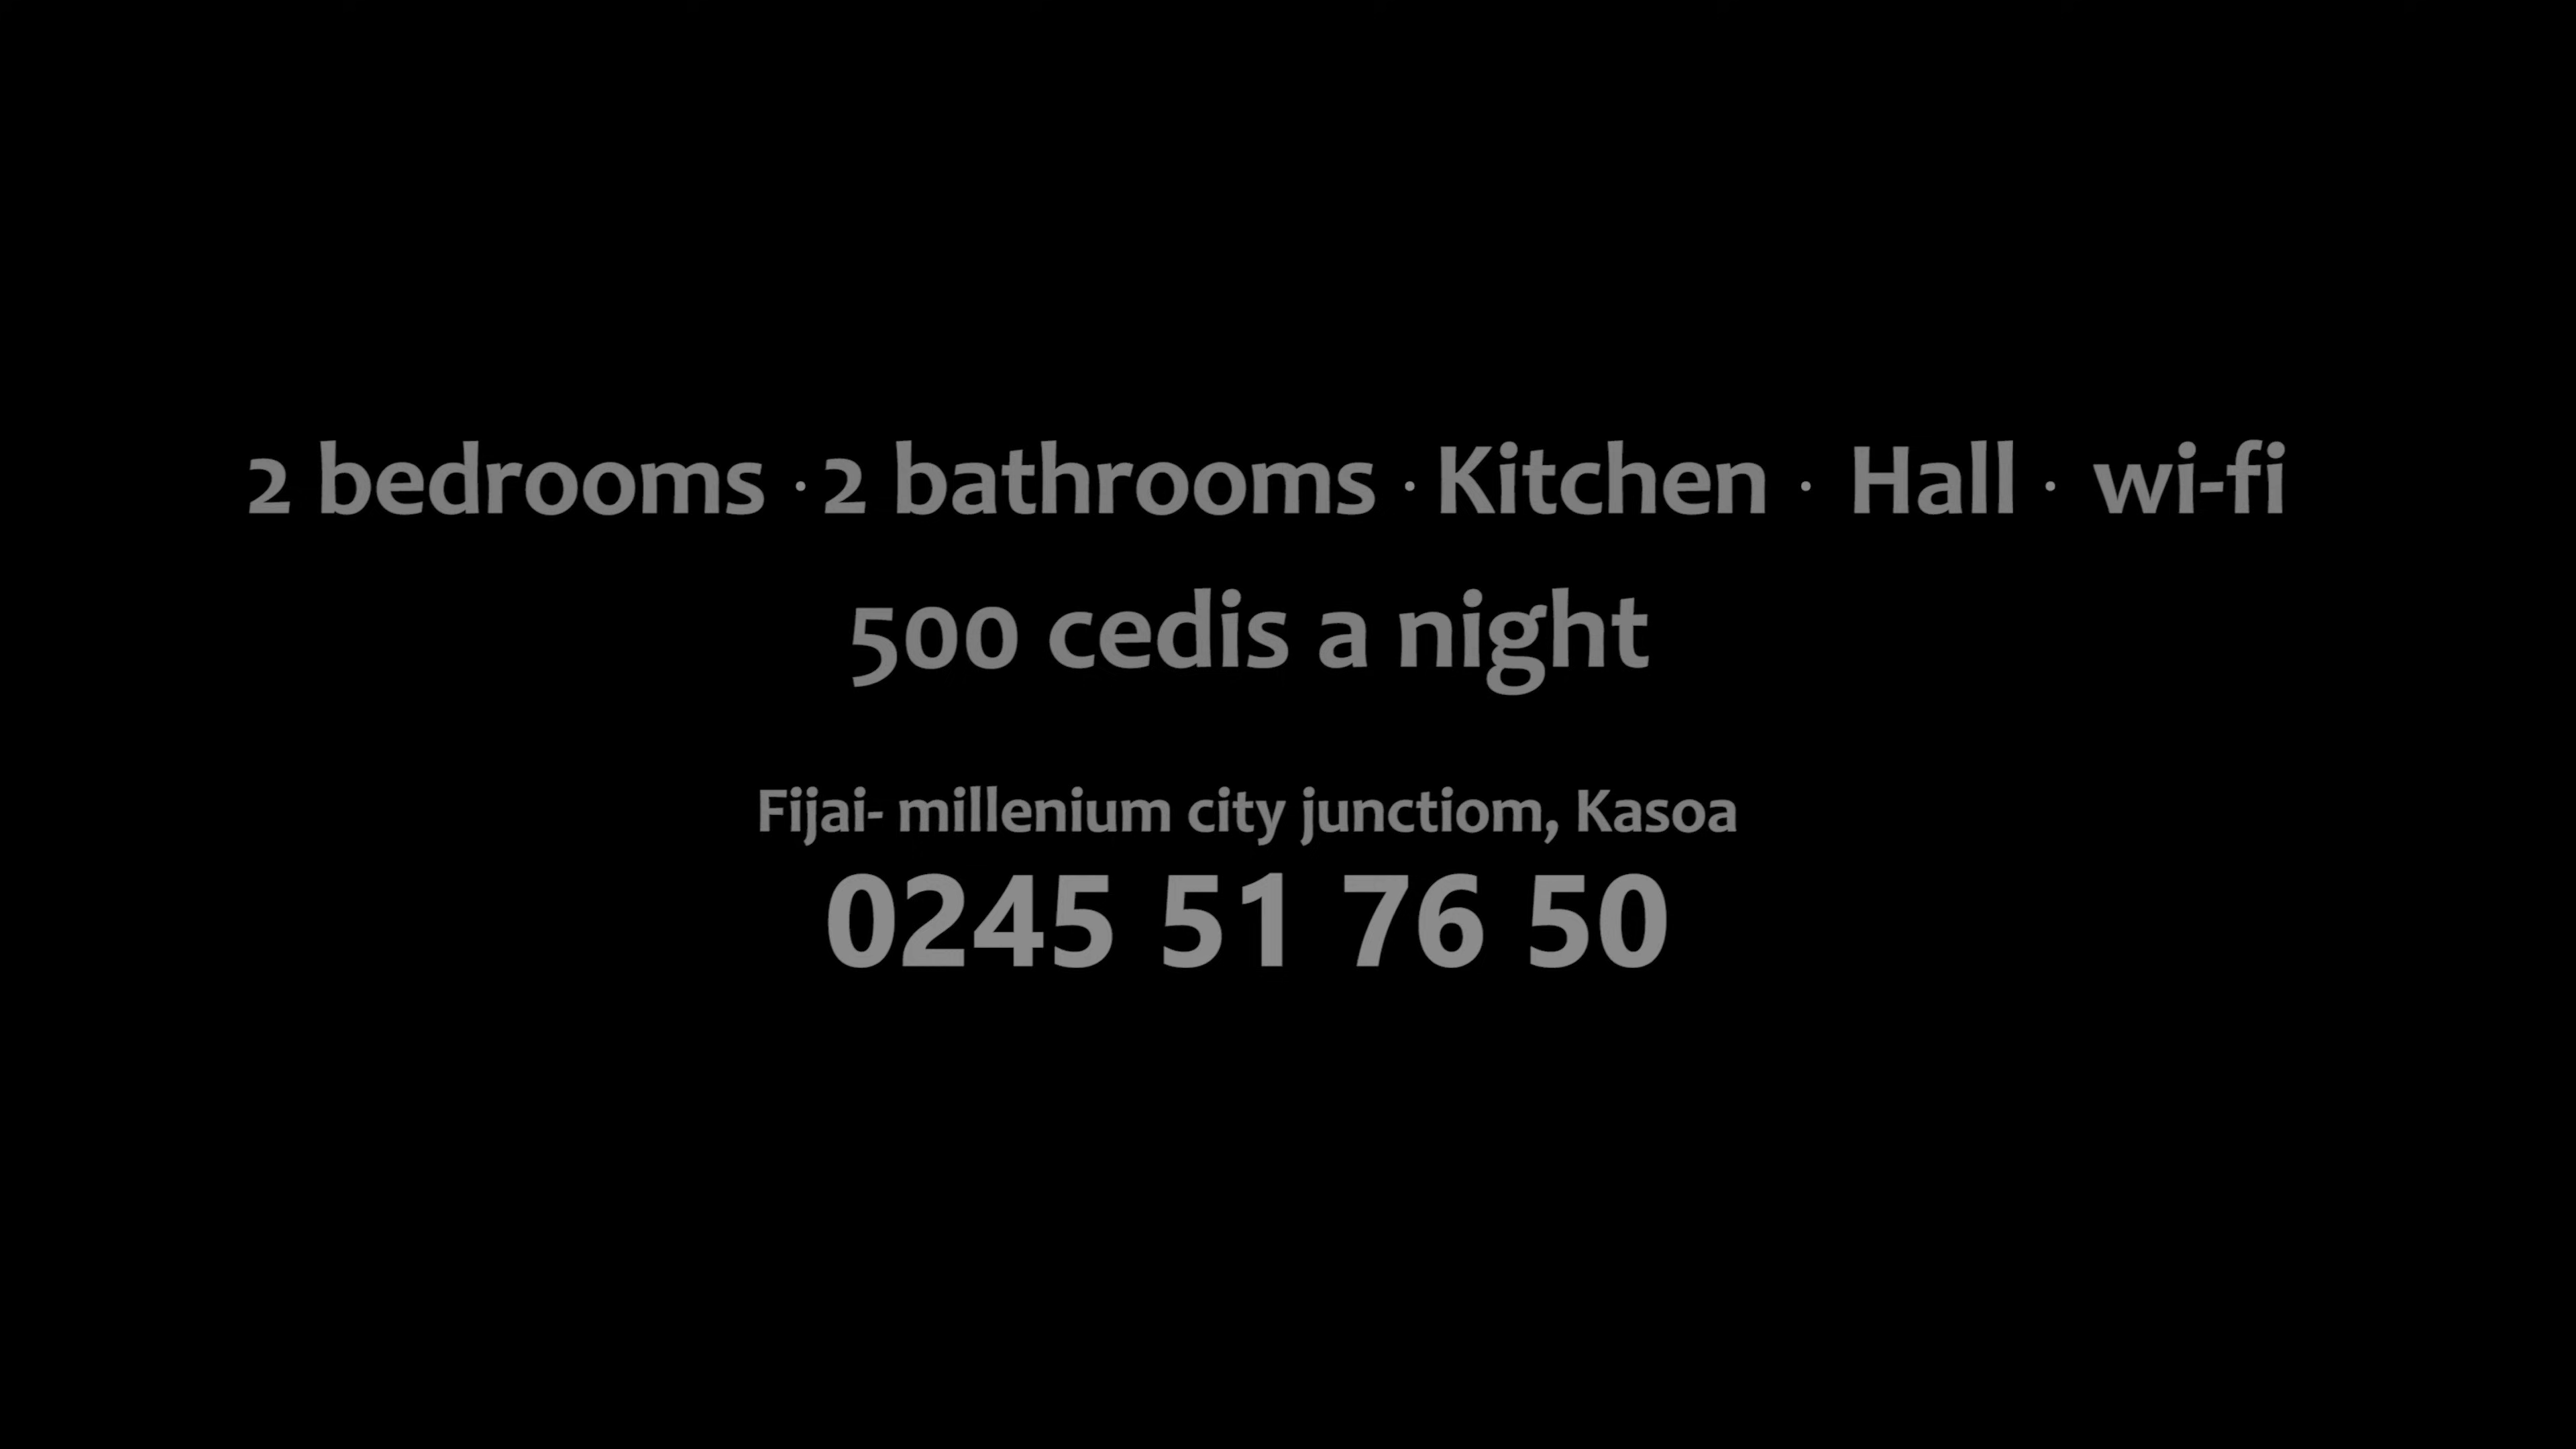 2 bedrooms · 2 bathrooms · Kitchen · Hall · wi-fi
500 cedis a night
Fijai- millenium city junctiom, Kasoa
0245 51 76 50